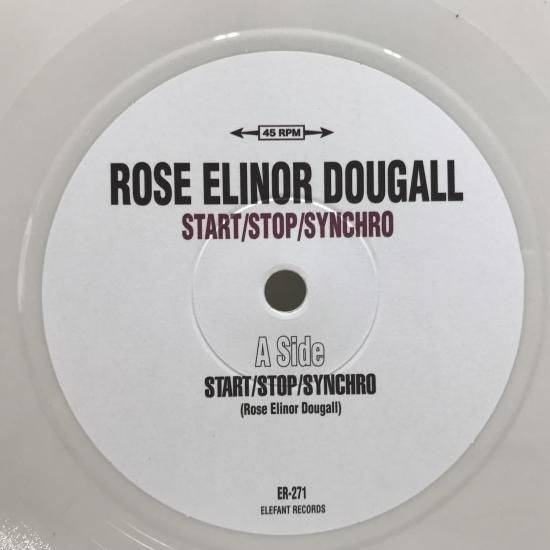 45 RPM
ROSE ELINOR DOUGALL
START/STOP/SYNCHRO
A Side
START/STOP/SYNCHRO
(Rose Elinor Dougall)
ER-271
ELEFANT RECORDS